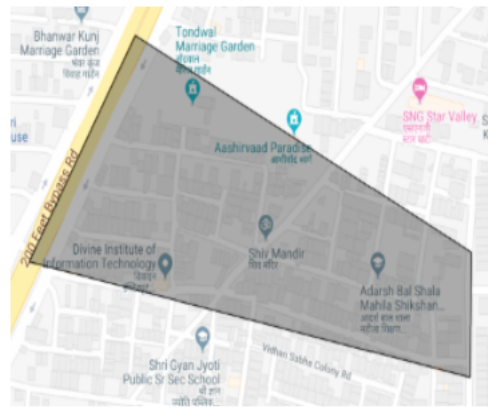 Bhanwar Kunj
Marriage Garden
Tondwal
Marriage Garden
SNG Star Valley
एसएनजी
स्टार वैली
Aashirvaad Paradise
200 Feet Bypass Rd
Shiv Mandir
शिव मंदिर
Divine Institute of
Information Technology
Adarsh Bal Shala
Mahila Shikshan...
आदर्श बाल शाला
Vidhan Sabha Colony Rd
Shri Gyan Jyoti
Public Sr Sec School